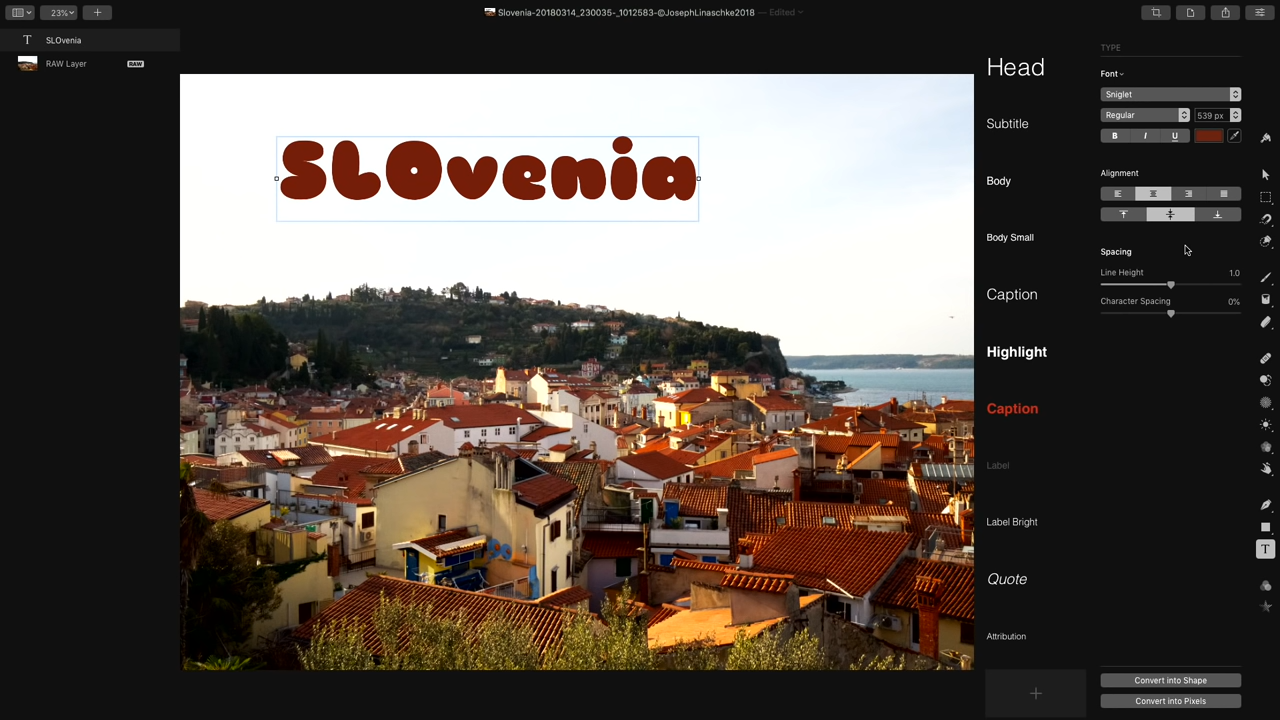 23%
Slovenia-20180314_230035-_1012583-©JosephLinaschke2018 — Edited
T SLOvenia
RAW Layer RAW
SLOvenia
Head
Subtitle
Body
Body Small
Caption
Highlight
Caption
Label
Label Bright
Quote
Attribution
TYPE
Font
Sniglet
Regular 539 px
B I U
Alignment
Spacing
Line Height 1.0
Character Spacing 0%
Convert into Shape
Convert into Pixels
T